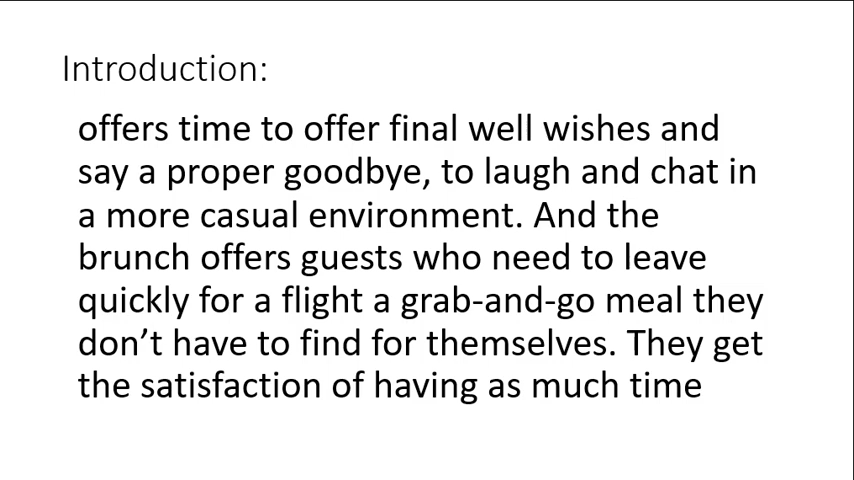 Introduction:
offers time to offer final well wishes and
say a proper goodbye, to laugh and chat in
a more casual environment. And the
brunch offers guests who need to leave
quickly for a flight a grab-and-go meal they
don’t have to find for themselves. They get
the satisfaction of having as much time